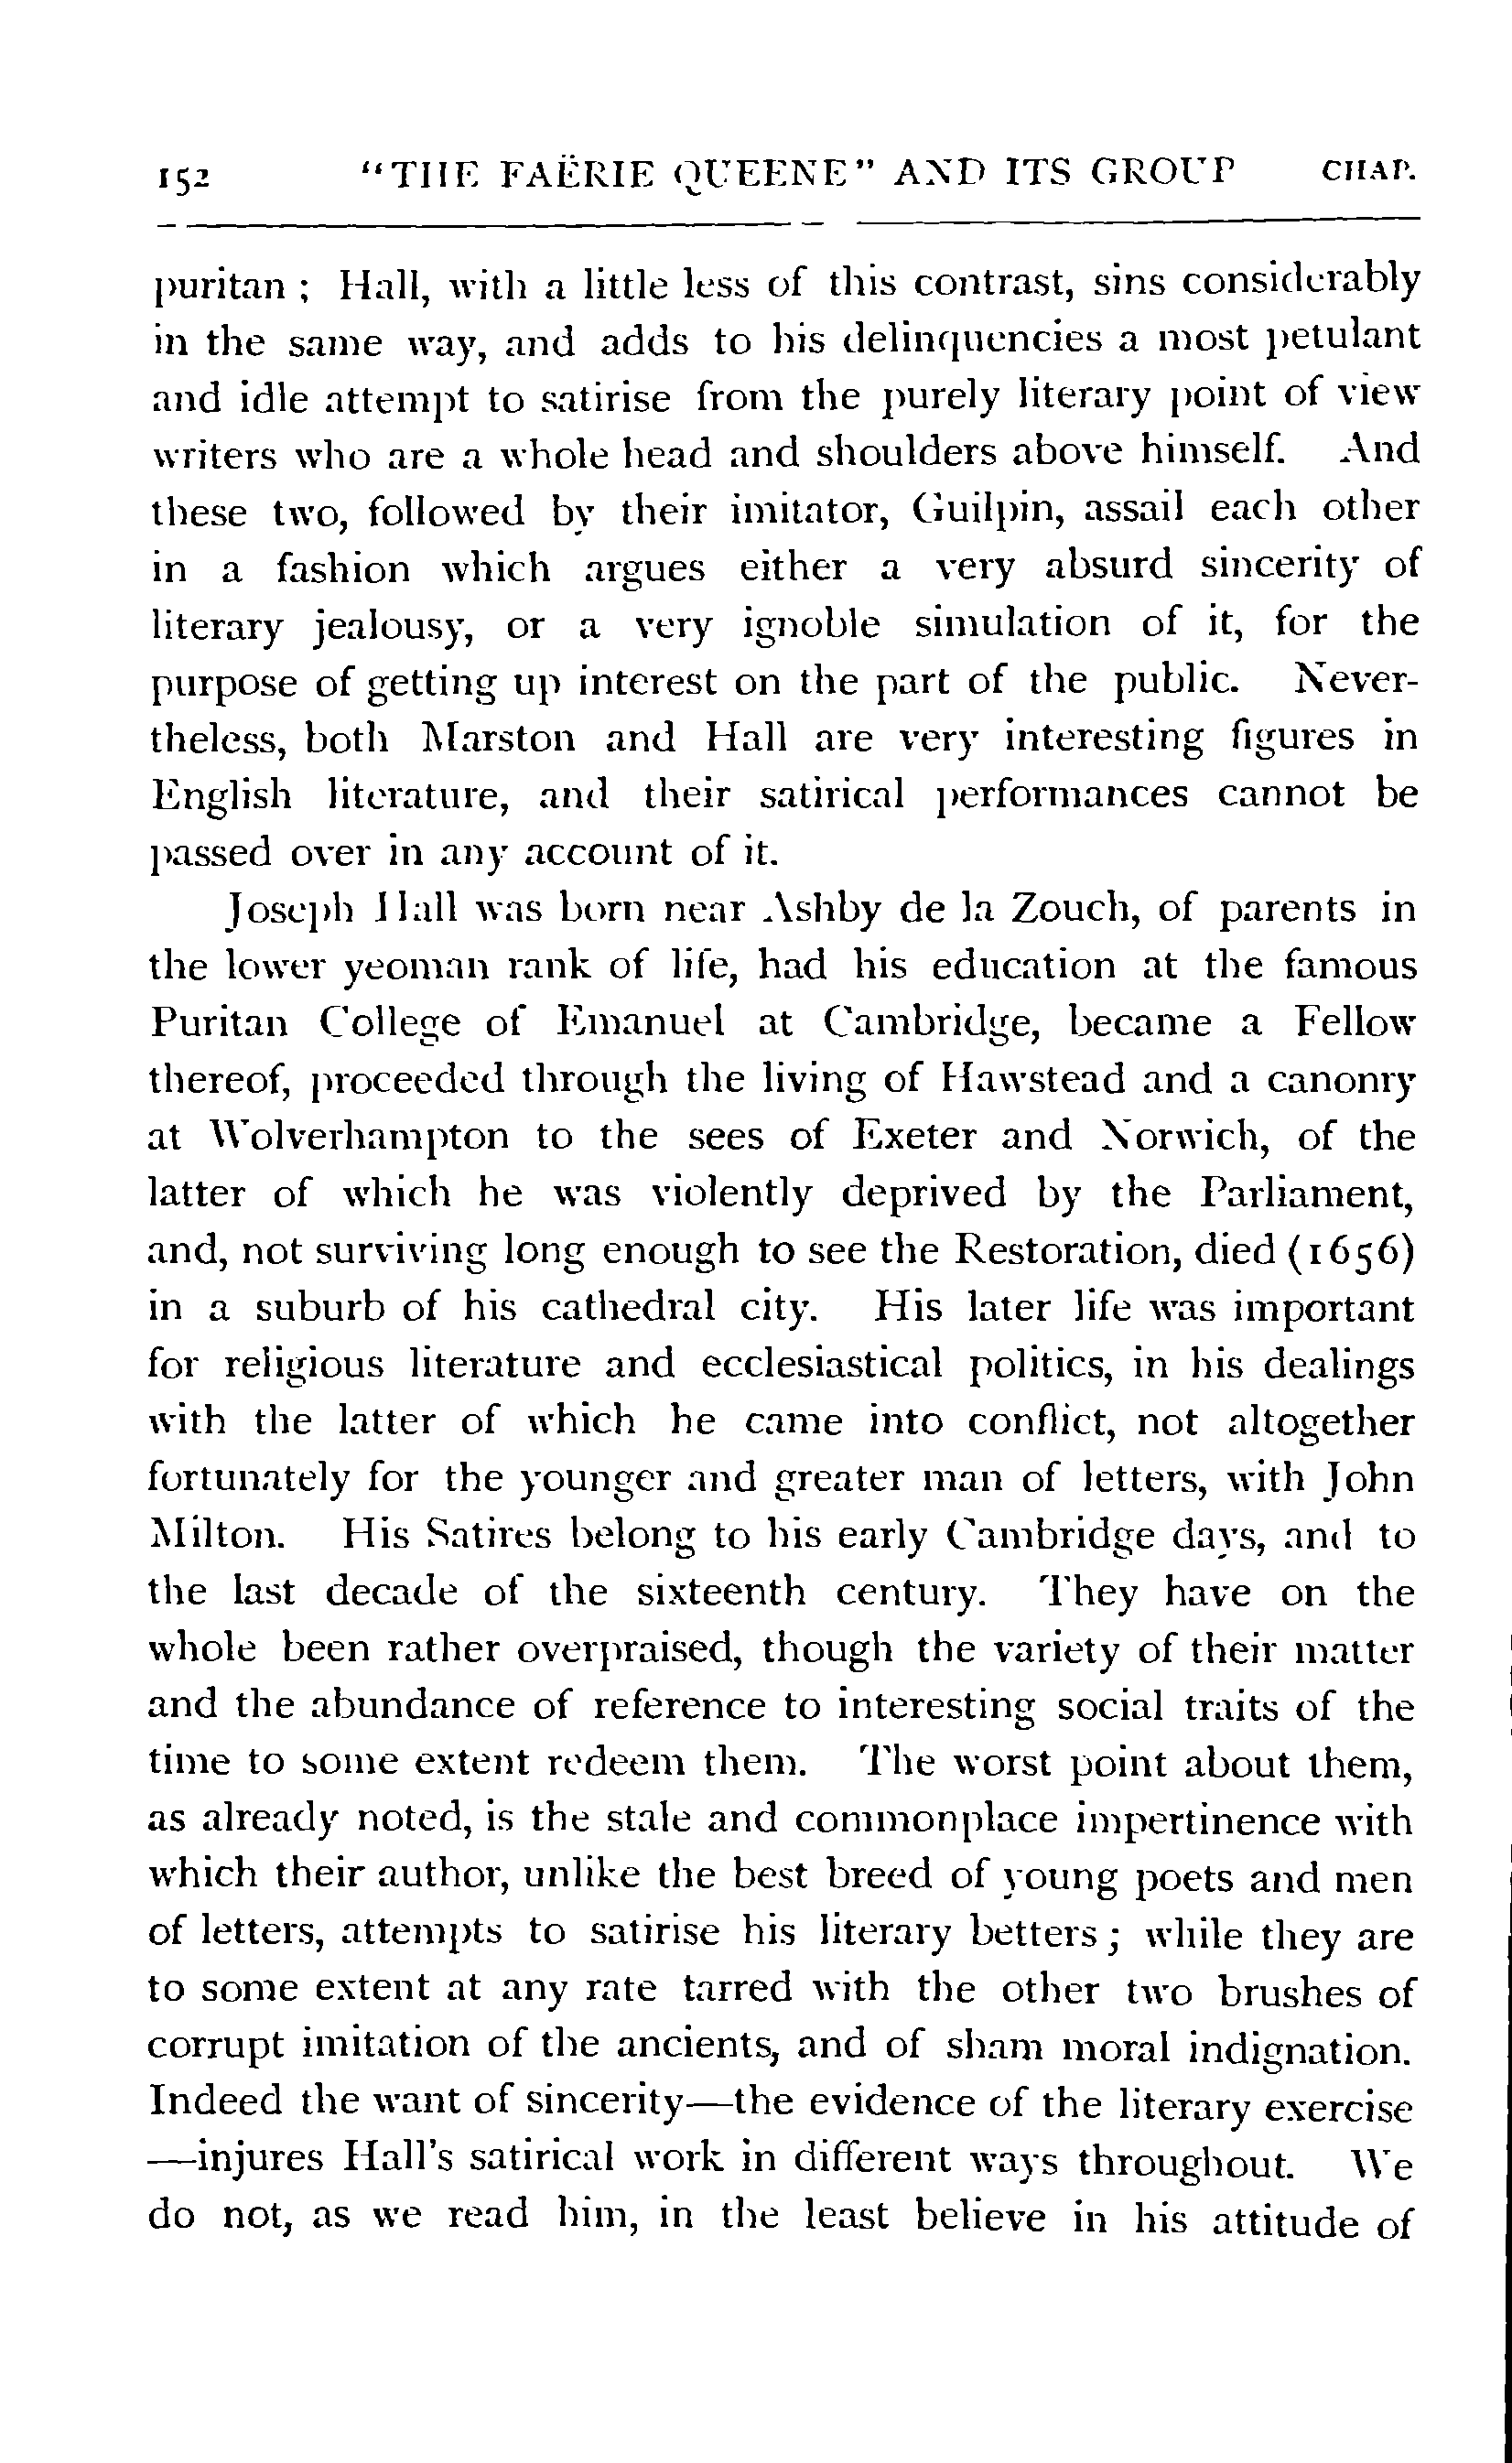 152 "THE FAËRIE QUEENE" AND ITS GROUP CHAP.
puritan ; Hall, with a little less of this contrast, sins considerably
in the same way, and adds to his delinquencies a most petulant
and idle attempt to satirise from the purely literary point of view
writers who are a whole head and shoulders above himself. And
these two, followed by their imitator, Guilpin, assail each other
in a fashion which argues either a very absurd sincerity of
literary jealousy, or a very ignoble simulation of it, for the
purpose of getting up interest on the part of the public. Never-
theless, both Marston and Hall are very interesting figures in
English literature, and their satirical performances cannot be
passed over in any account of it.
Joseph Hall was born near Ashby de la Zouch, of parents in
the lower yeoman rank of life, had his education at the famous
Puritan College of Emanuel at Cambridge, became a Fellow
thereof, proceeded through the living of Hawstead and a canonry
at Wolverhampton to the sees of Exeter and Norwich, of the
latter of which he was violently deprived by the Parliament,
and, not surviving long enough to see the Restoration, died (1656)
in a suburb of his cathedral city. His later life was important
for religious literature and ecclesiastical politics, in his dealings
with the latter of which he came into conflict, not altogether
fortunately for the younger and greater man of letters, with John
Milton. His Satires belong to his early Cambridge days, and to
the last decade of the sixteenth century. They have on the
whole been rather overpraised, though the variety of their matter
and the abundance of reference to interesting social traits of the
time to some extent redeem them. The worst point about them,
as already noted, is the stale and commonplace impertinence with
which their author, unlike the best breed of young poets and men
of letters, attempts to satirise his literary betters ; while they are
to some extent at any rate tarred with the other two brushes of
corrupt imitation of the ancients, and of sham moral indignation.
Indeed the want of sincerity—the evidence of the literary exercise
—injures Hall's satirical work in different ways throughout. We
do not, as we read him, in the least believe in his attitude of